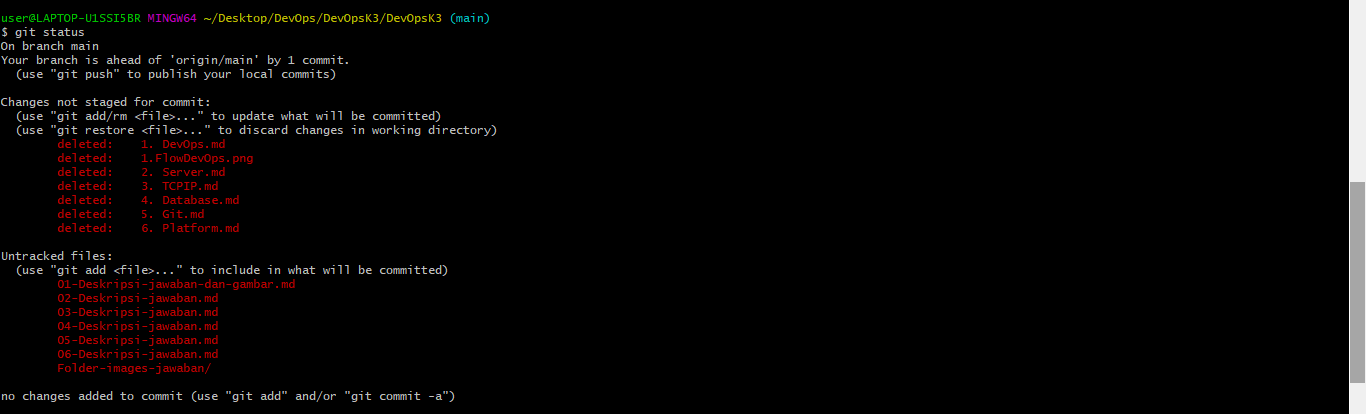 user@LAPTOP-U1SSI5BR MINGW64 ~/Desktop/DevOps/DevOpsK3/DevOpsK3 (main)
$ git status
On branch main
Your branch is ahead of 'origin/main' by 1 commit.
  (use "git push" to publish your local commits)

Changes not staged for commit:
  (use "git add/rm <file>..." to update what will be committed)
  (use "git restore <file>..." to discard changes in working directory)
        deleted:    1. DevOps.md
        deleted:    1.FlowDevOps.png
        deleted:    2. Server.md
        deleted:    3. TCPIP.md
        deleted:    4. Database.md
        deleted:    5. Git.md
        deleted:    6. Platform.md

Untracked files:
  (use "git add <file>..." to include in what will be committed)
        01-Deskripsi-jawaban-dan-gambar.md
        02-Deskripsi-jawaban.md
        03-Deskripsi-jawaban.md
        04-Deskripsi-jawaban.md
        05-Deskripsi-jawaban.md
        06-Deskripsi-jawaban.md
        Folder-images-jawaban/

no changes added to commit (use "git add" and/or "git commit -a")